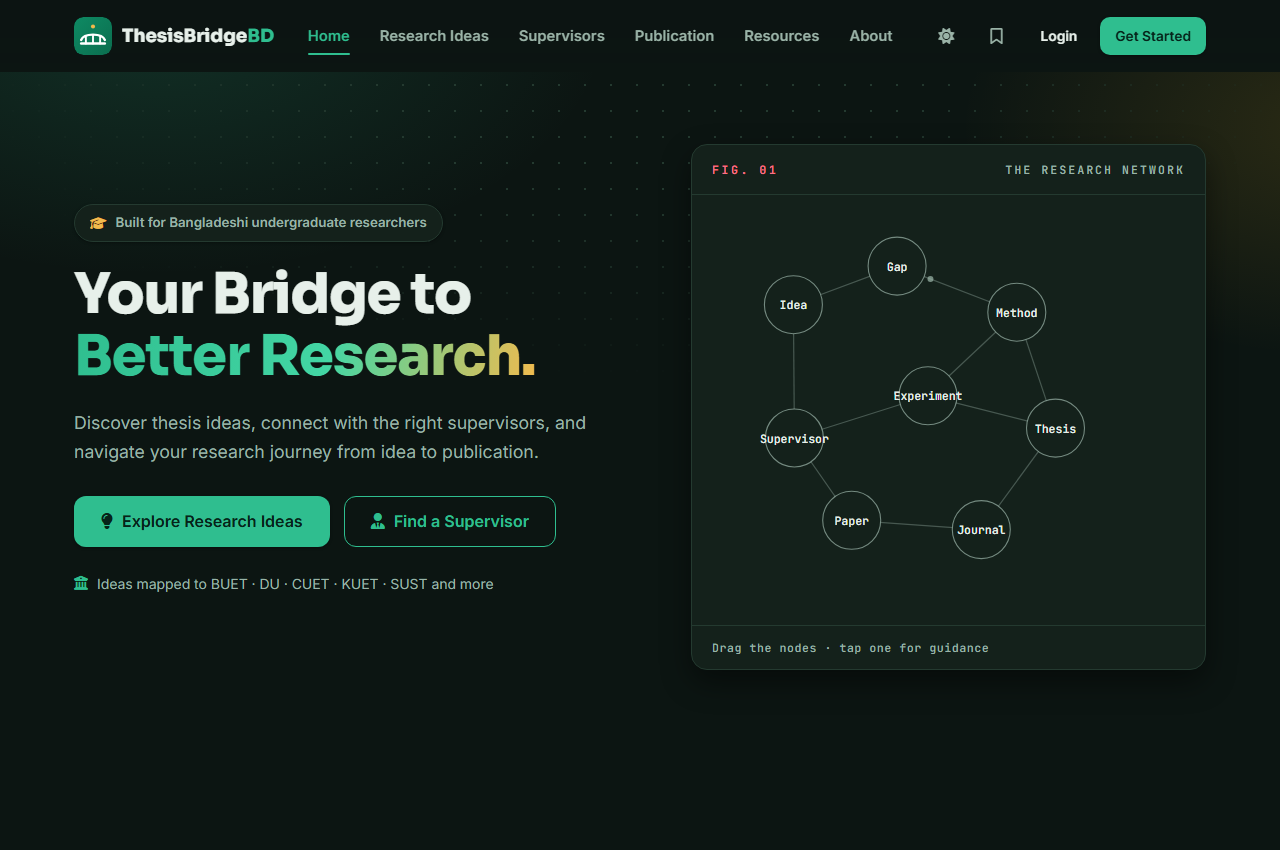 ThesisBridgeBD
Home Research Ideas Supervisors Publication Resources About Login Get Started
Built for Bangladeshi undergraduate researchers
Your Bridge to
Better Research.
Discover thesis ideas, connect with the right supervisors, and
navigate your research journey from idea to publication.
Explore Research Ideas Find a Supervisor
Ideas mapped to BUET · DU · CUET · KUET · SUST and more
FIG. 01 THE RESEARCH NETWORK
Gap
Idea
Method
Experiment
Thesis
Supervisor
Paper
Journal
Drag the nodes · tap one for guidance